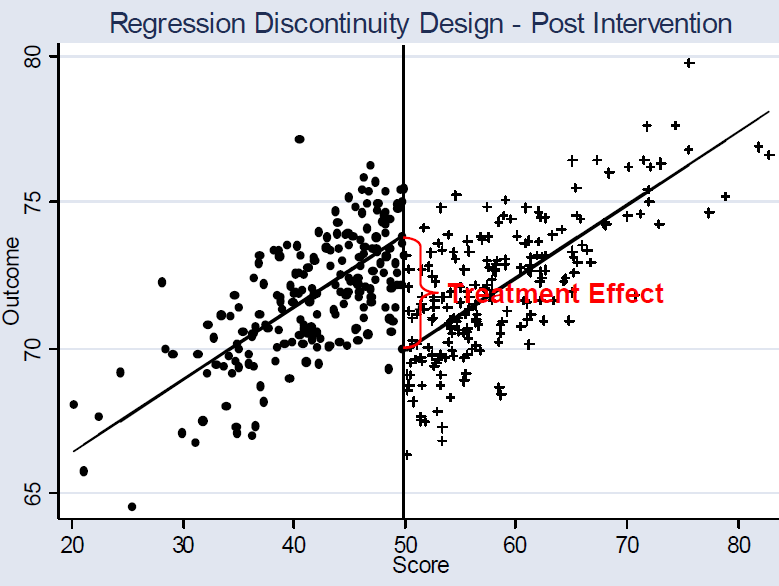 Regression Discontinuity Design - Post Intervention
80
75
70
65
Outcome
Treatment Effect
20 30 40 50 60 70 80
Score